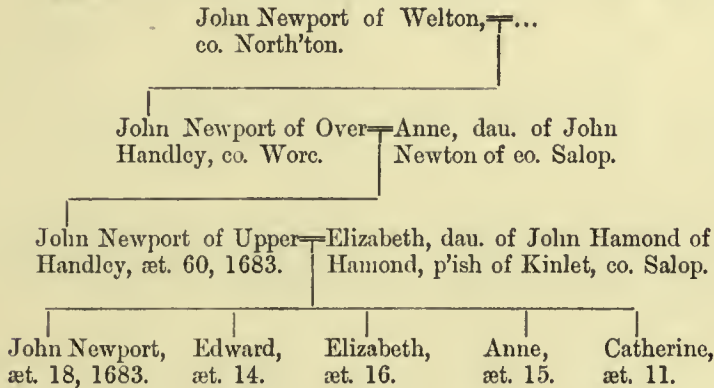 John Newport of Welton,=...
co. North'ton.
John Newport of Over=Anne, dau. of John
Handley, co. Worc. Newton of co. Salop.
John Newport of Upper=Elizabeth, dau. of John Hamond of
Handley, æt. 60, 1683. Hamond, p'ish of Kinlet, co. Salop.
John Newport, Edward, Elizabeth, Anne, Catherine,
æt. 18, 1683. æt. 14. æt. 16. æt. 15. æt. 11.